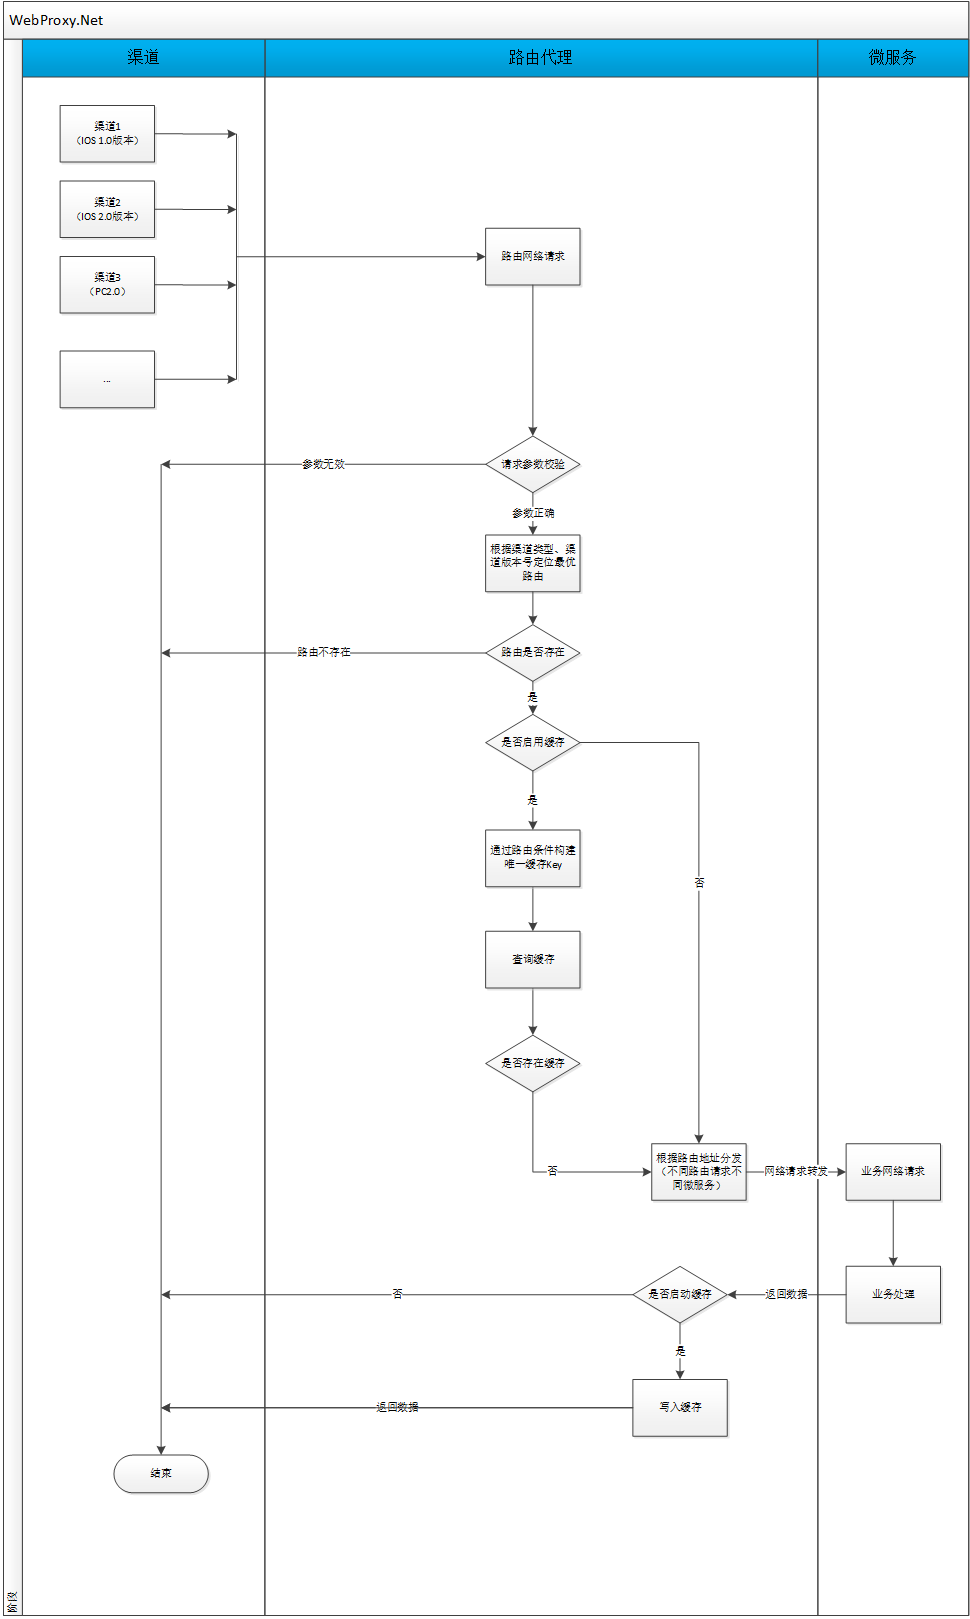 WebProxy.Net
渠道
路由代理
微服务
渠道1
（IOS 1.0版本）
渠道2
（IOS 2.0版本）
渠道3
（PC2.0）
...
路由网络请求
请求参数校验
参数无效
参数正确
根据渠道类型、渠
道版本号定位最优
路由
路由是否存在
路由不存在
是
是否启用缓存
是
否
通过路由条件构建
唯一缓存Key
查询缓存
是否存在缓存
否
根据路由地址分发
（不同路由请求不
同微服务）
网络请求转发
业务网络请求
业务处理
返回数据
是否启动缓存
否
是
写入缓存
返回数据
结束
阶段